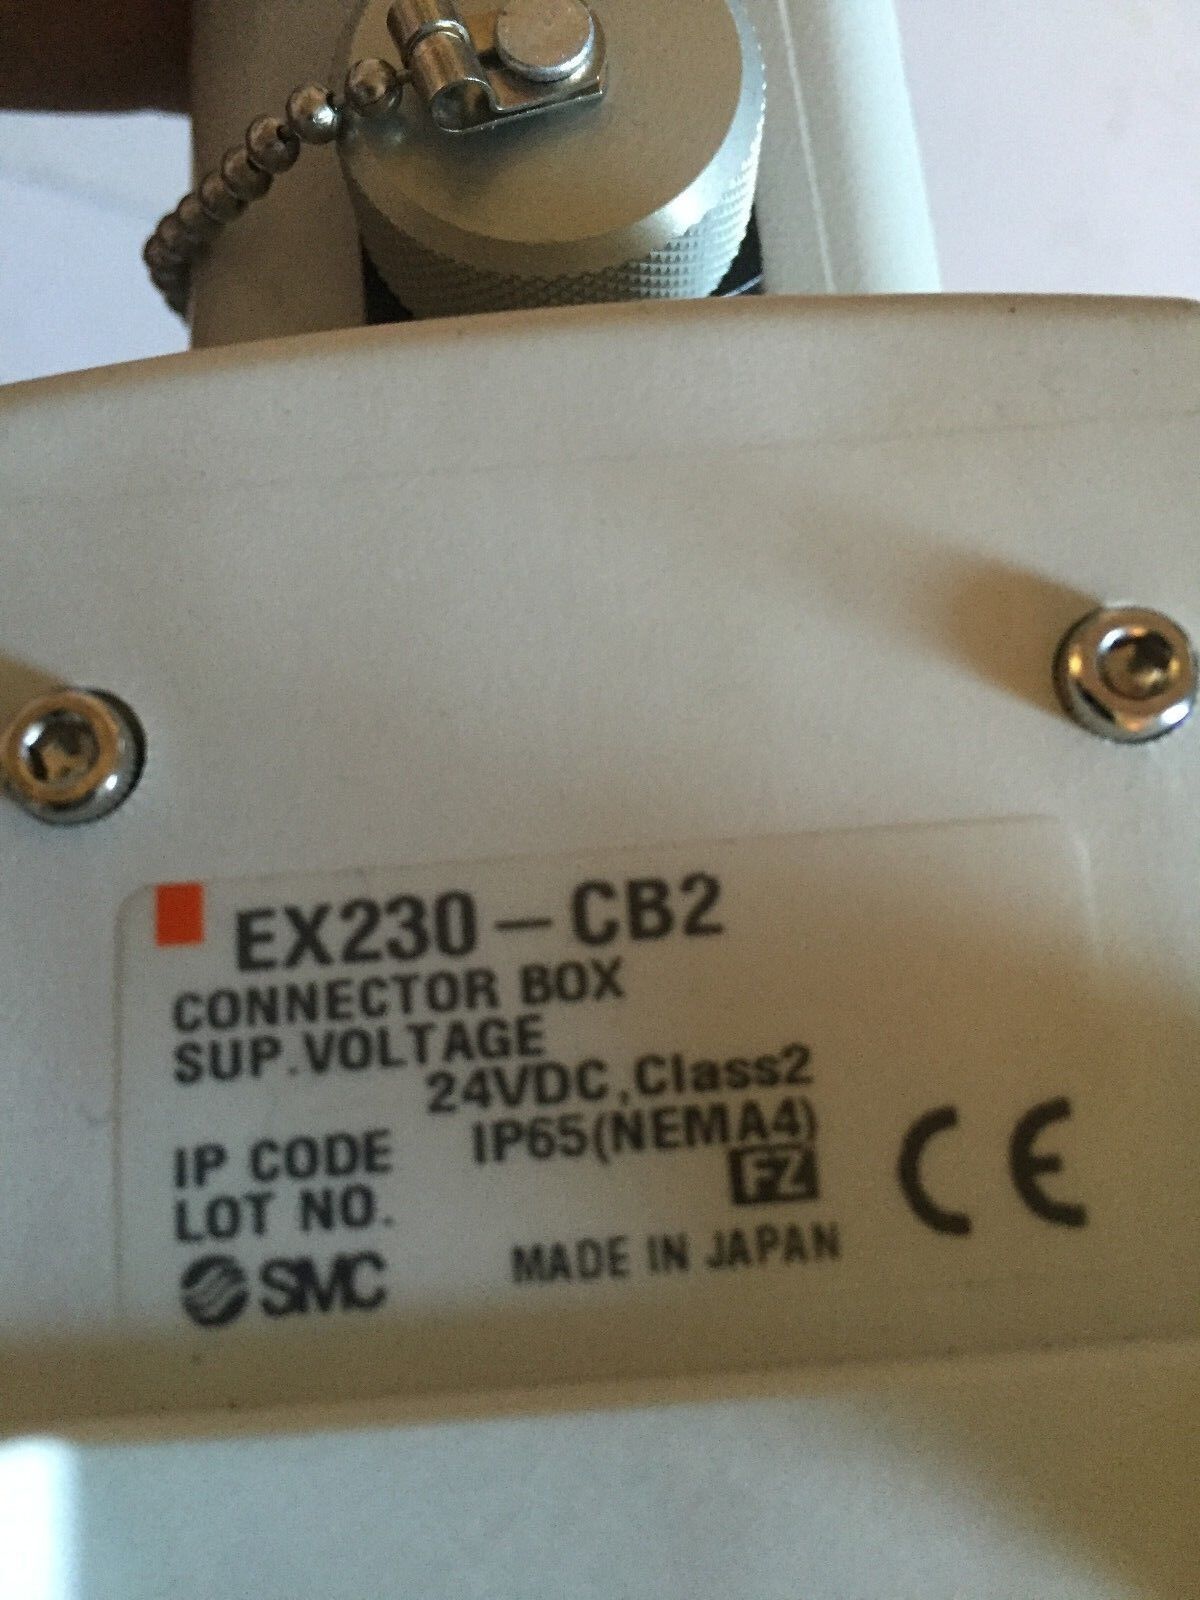 EX230-CB2
CONNECTOR BOX
SUP.VOLTAGE
24VDC,Class2
IP CODE IP65(NEMA4)
LOT NO. FZ
SMC MADE IN JAPAN CE